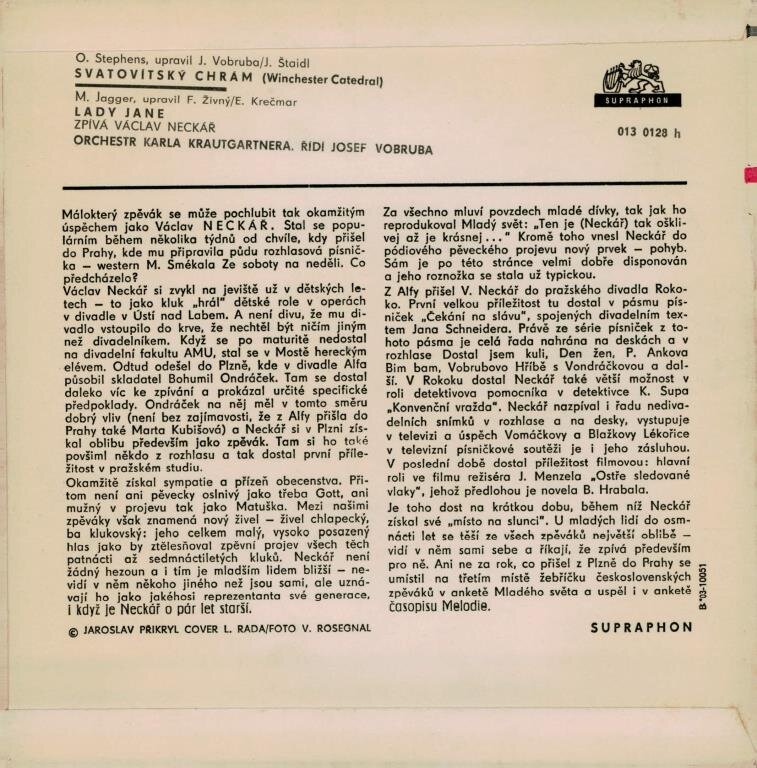 O. Stephens, upravil J. Vobruba/J. Štaidl
SVATOVÍTSKÝ CHRÁM (Winchester Catedral)
M. Jagger, upravil F. Živný/E. Krečmar
LADY JANE
ZPÍVÁ VÁCLAV NECKÁŘ
ORCHESTR KARLA KRAUTGARTNERA. ŘÍDÍ JOSEF VOBRUBA
SUPRAPHON
013 0128 h
Málokterý zpěvák se může pochlubit tak okamžitým
úspěchem jako Václav NECKÁŘ. Stal se popu-
lárním během několika týdnů od chvíle, kdy přišel
do Prahy, kde mu připravila půdu rozhlasová písnič-
ka – western M. Smékala Ze soboty na neděli. Co
předcházelo?
Václav Neckář si zvykl na jeviště už v dětských le-
tech – to jako kluk „hrál" dětské role v operách
v divadle v Ústí nad Labem. A není divu, že mu di-
vadlo vstoupilo do krve, že nechtěl být ničím jiným
než divadelníkem. Když se po maturitě nedostal
na divadelní fakultu AMU, stal se v Mostě hereckým
elévem. Odtud odešel do Plzně, kde v divadle Alfa
působil skladatel Bohumil Ondráček. Tam se dostal
daleko víc ke zpívání a prokázal určité specifické
předpoklady. Ondráček na něj měl v tomto směru
dobrý vliv (není bez zajímavosti, že z Alfy přišla do
Prahy také Marta Kubišová) a Neckář si v Plzni zís-
kal oblibu především jako zpěvák. Tam si ho také
povšiml někdo z rozhlasu a tak dostal první příle-
žitost v pražském studiu.
Okamžitě získal sympatie a přízeň obecenstva. Při-
tom není ani pěvecky oslnivý jako třeba Gott, ani
mužný v projevu tak jako Matuška. Mezi našimi
zpěváky však znamená nový živel – živel chlapecký,
ba klukovský: jeho celkem malý, vysoko posazený
hlas jako by ztělesňoval zpěvní projev všech těch
patnácti až sedmnáctiletých kluků. Neckář není
žádný hezoun a i tím je mladším lidem bližší – ne-
vidí v něm někoho jiného než jsou sami, ale uzná-
vají ho jako jakéhosi reprezentanta své generace,
i když je Neckář o pár let starší.
Za všechno mluví povzdech mladé dívky, tak jak ho
reprodukoval Mladý svět: „Ten je (Neckář) tak oškli-
vej až je krásnej . . ." Kromě toho vnesl Neckář do
pódiového pěveckého projevu nový prvek – pohyb.
Sám je po této stránce velmi dobře disponován
a jeho roznožka se stala už typickou.
Z Alfy přišel V. Neckář do pražského divadla Roko-
ko. První velkou příležitost tu dostal v pásmu pís-
niček „Čekání na slávu", spojených divadelním tex-
tem Jana Schneidera. Právě ze série písniček z to-
hoto pásma je celá řada nahrána na deskách a v
rozhlase Dostal jsem kuli, Den žen, P. Ankova
Bim bam, Vobrubovo Hříbě s Vondráčkovou a dal-
ší. V Rokoku dostal Neckář také větší možnost v
roli detektivova pomocníka v detektivce K. Supa
„Konvenční vražda". Neckář nazpíval i řadu nediva-
delních snímků v rozhlase a na desky, vystupuje
v televizi a úspěch Vomáčkovy a Blažkovy Lékořice
v televizní písničkové soutěži je i jeho zásluhou.
V poslední době dostal příležitost filmovou: hlavní
roli ve filmu režiséra J. Menzela „Ostře sledované
vlaky", jehož předlohou je novela B. Hrabala.
Je toho dost na krátkou dobu, během níž Neckář
získal své „místo na slunci". U mladých lidí do osm-
nácti let se těší ze všech zpěváků největší oblibě –
vidí v něm sami sebe a říkají, že zpívá především
pro ně. Ani ne za rok, co přišel z Plzně do Prahy se
umístil na třetím místě žebříčku československých
zpěváků v anketě Mladého světa a uspěl i v anketě
časopisu Melodie.
B*03-10051
© JAROSLAV PŘIKRYL COVER L. RADA/FOTO V. ROSEGNAL
SUPRAPHON